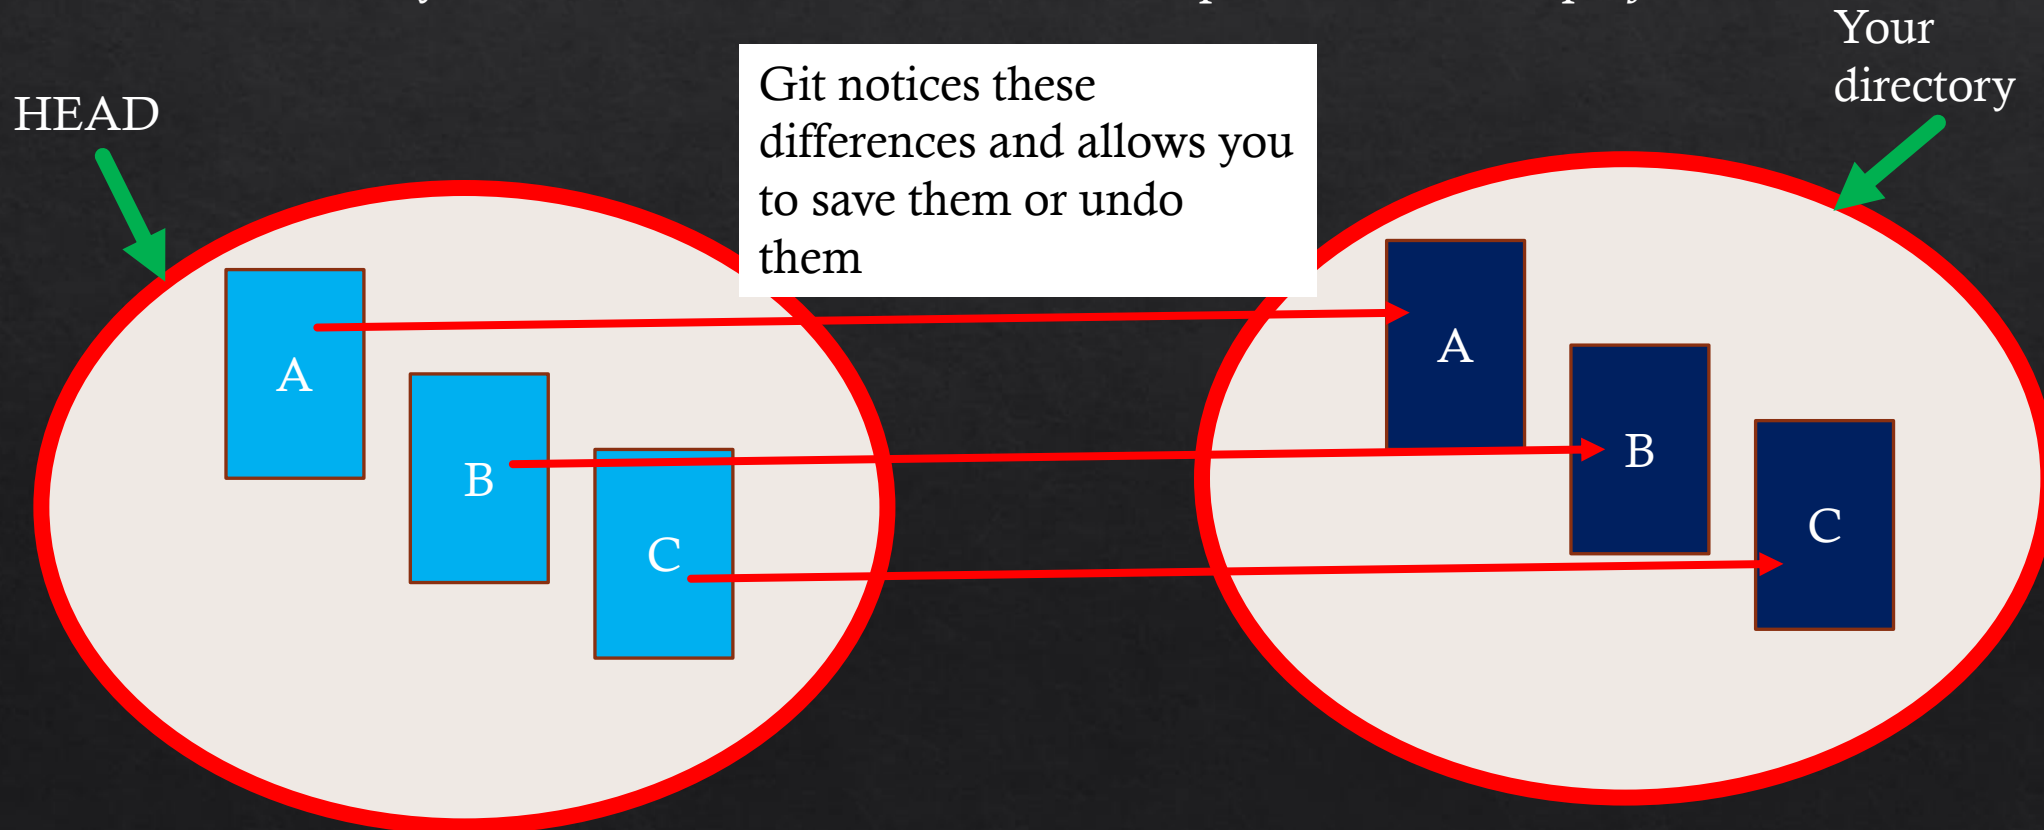 Your
directory
HEAD
Git notices these
differences and allows you
to save them or undo
them
A
B
C
A
B
C